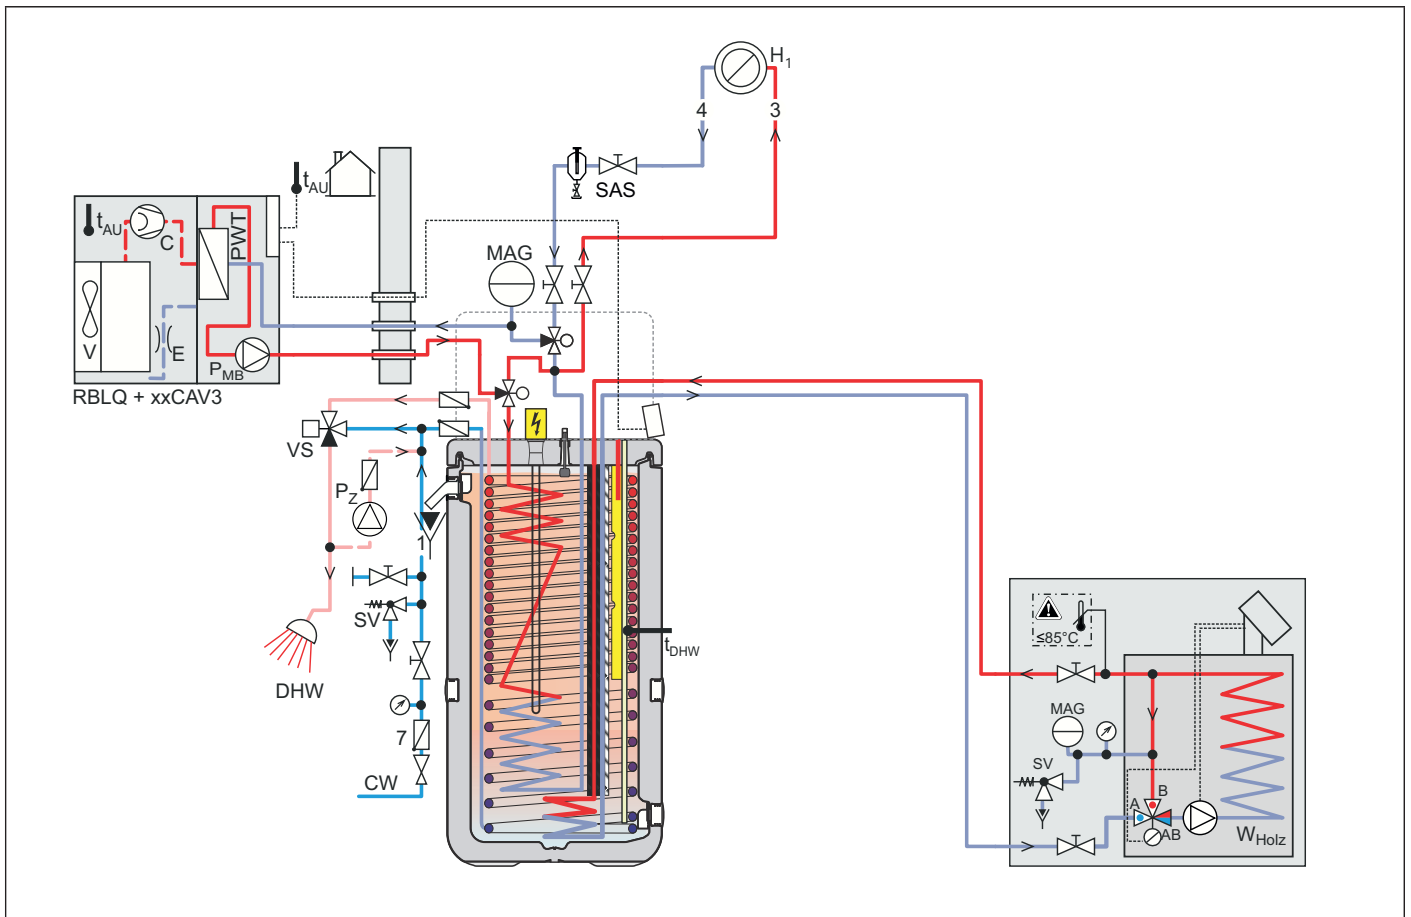 H1
4
3
SAS
tAU
tAU
C
PWT
MAG
V
E
PMB
RBLQ + xxCAV3
VS
PZ
1
SV
DHW
tDHW
7
CW
≤85°C
MAG
SV
B
A
AB
WHolz